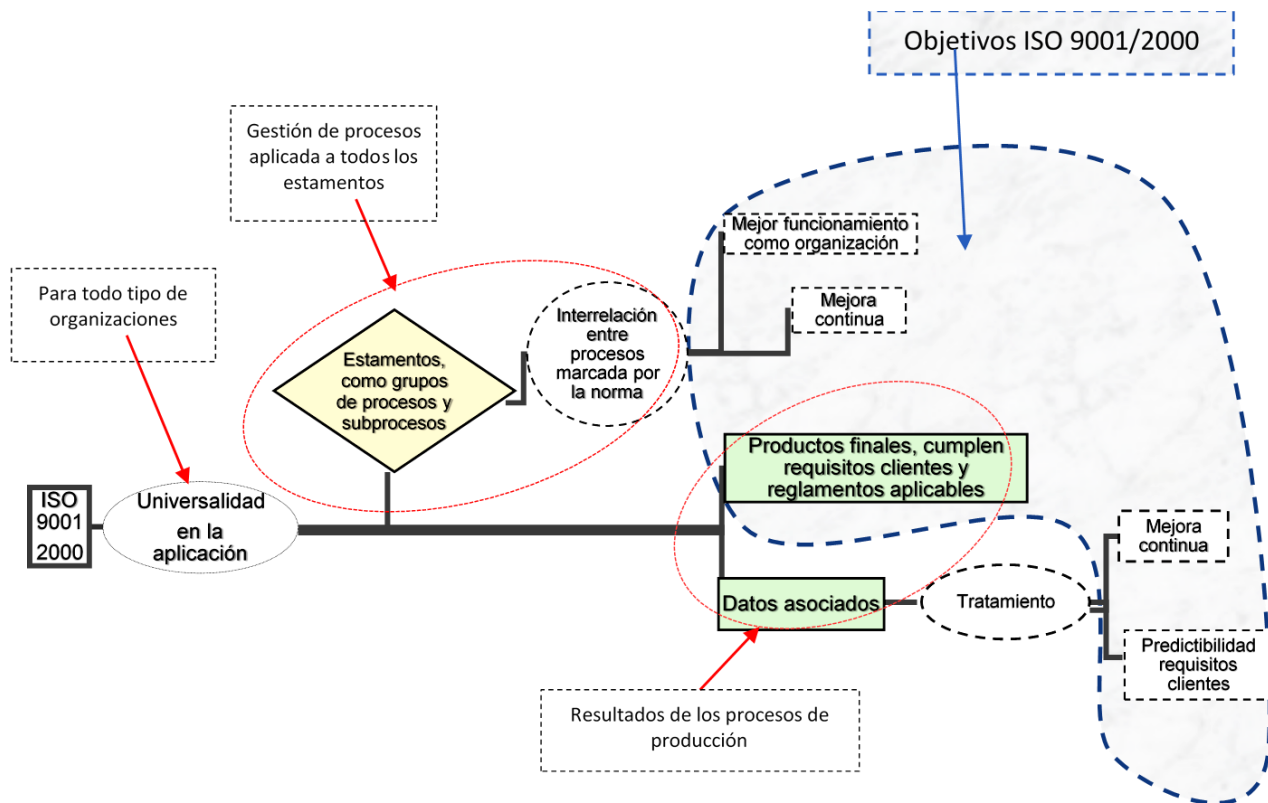 Objetivos ISO 9001/2000
Gestión de procesos
aplicada a todos los
estamentos
Para todo tipo de
organizaciones
Mejor funcionamiento
como organización
Mejora
continua
Interrelación
entre
procesos
marcada por
la norma
Estamentos,
como grupos
de procesos y
subprocesos
Productos finales, cumplen
requisitos clientes y
reglamentos aplicables
ISO
9001
2000
Universalidad
en la
aplicación
Mejora
continua
Datos asociados
Tratamiento
Predictibilidad
requisitos
clientes
Resultados de los procesos de
producción